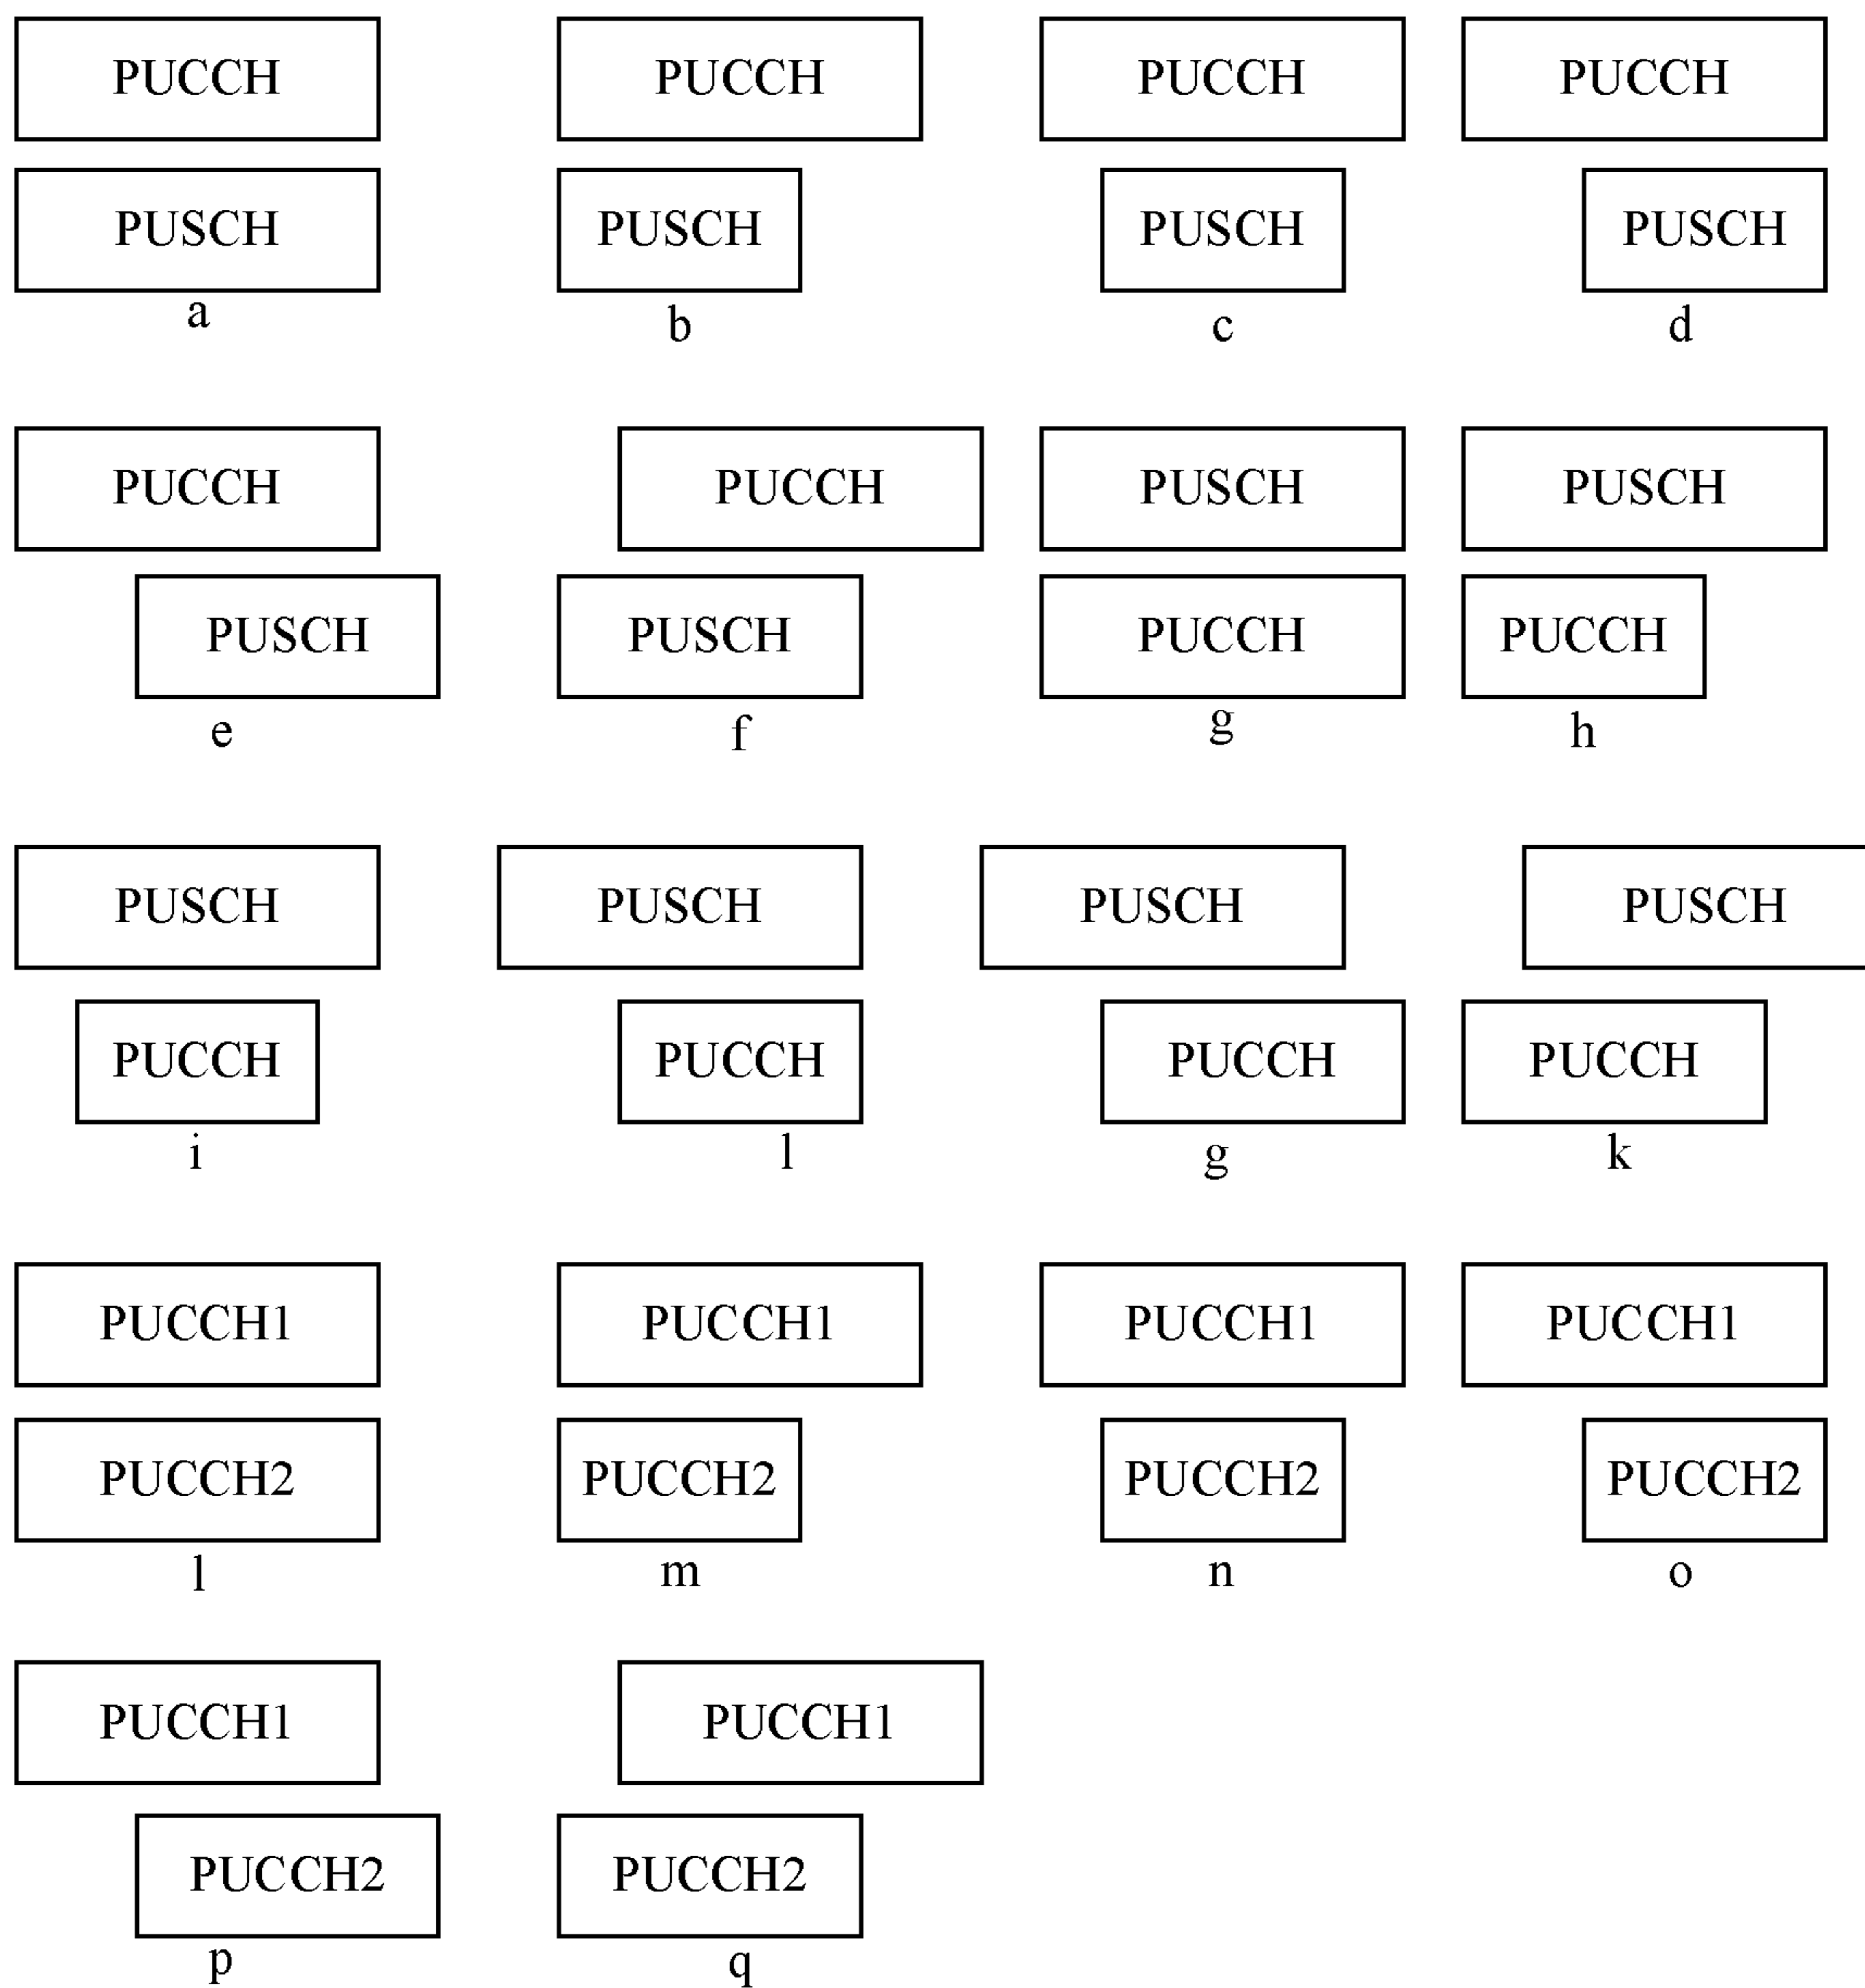 PUCCH PUCCH PUCCH PUCCH
PUSCH PUSCH PUSCH PUSCH
a b c d
PUCCH PUCCH PUSCH PUSCH
PUSCH PUSCH PUCCH PUCCH
e f g h
PUSCH PUSCH PUSCH PUSCH
PUCCH PUCCH PUCCH PUCCH
i l g k
PUCCH1 PUCCH1 PUCCH1 PUCCH1
PUCCH2 PUCCH2 PUCCH2 PUCCH2
l m n o
PUCCH1 PUCCH1
PUCCH2 PUCCH2
p q